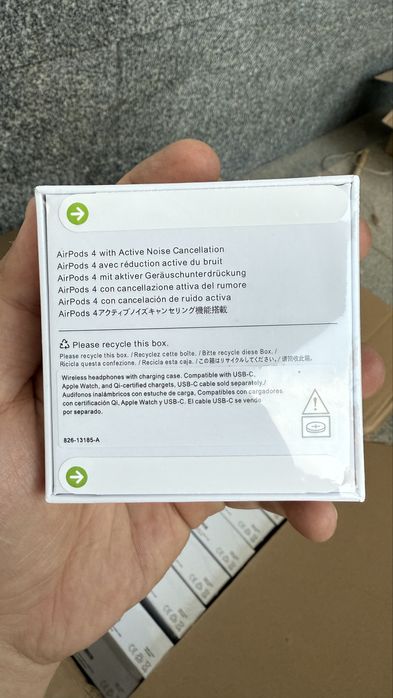 AirPods 4 with Active Noise Cancellation
AirPods 4 avec réduction active du bruit
AirPods 4 mit aktiver Geräuschunterdrückung
AirPods 4 con cancellazione attiva del rumore
AirPods 4 con cancelación de ruido activa
AirPods 4アクティブノイズキャンセリング機能搭載
Please recycle this box.
Please recycle this box. / Recyclez cette boîte. / Bitte recycle diese Box. /
Ricicla questa confezione. / Recicla esta caja. / この箱はリサイクルしてください。/ 请回收此箱。
Wireless headphones with charging case. Compatible with USB-C,
Apple Watch, and Qi-certified chargets, USB-C cable sold separately./
Audifonos inalámbricos con estuche de carga, Compatibles con cargadores
con certificación Qi, Apple Watch y USB-C. El cable USB-C se vende
por separado.
826-13185-A